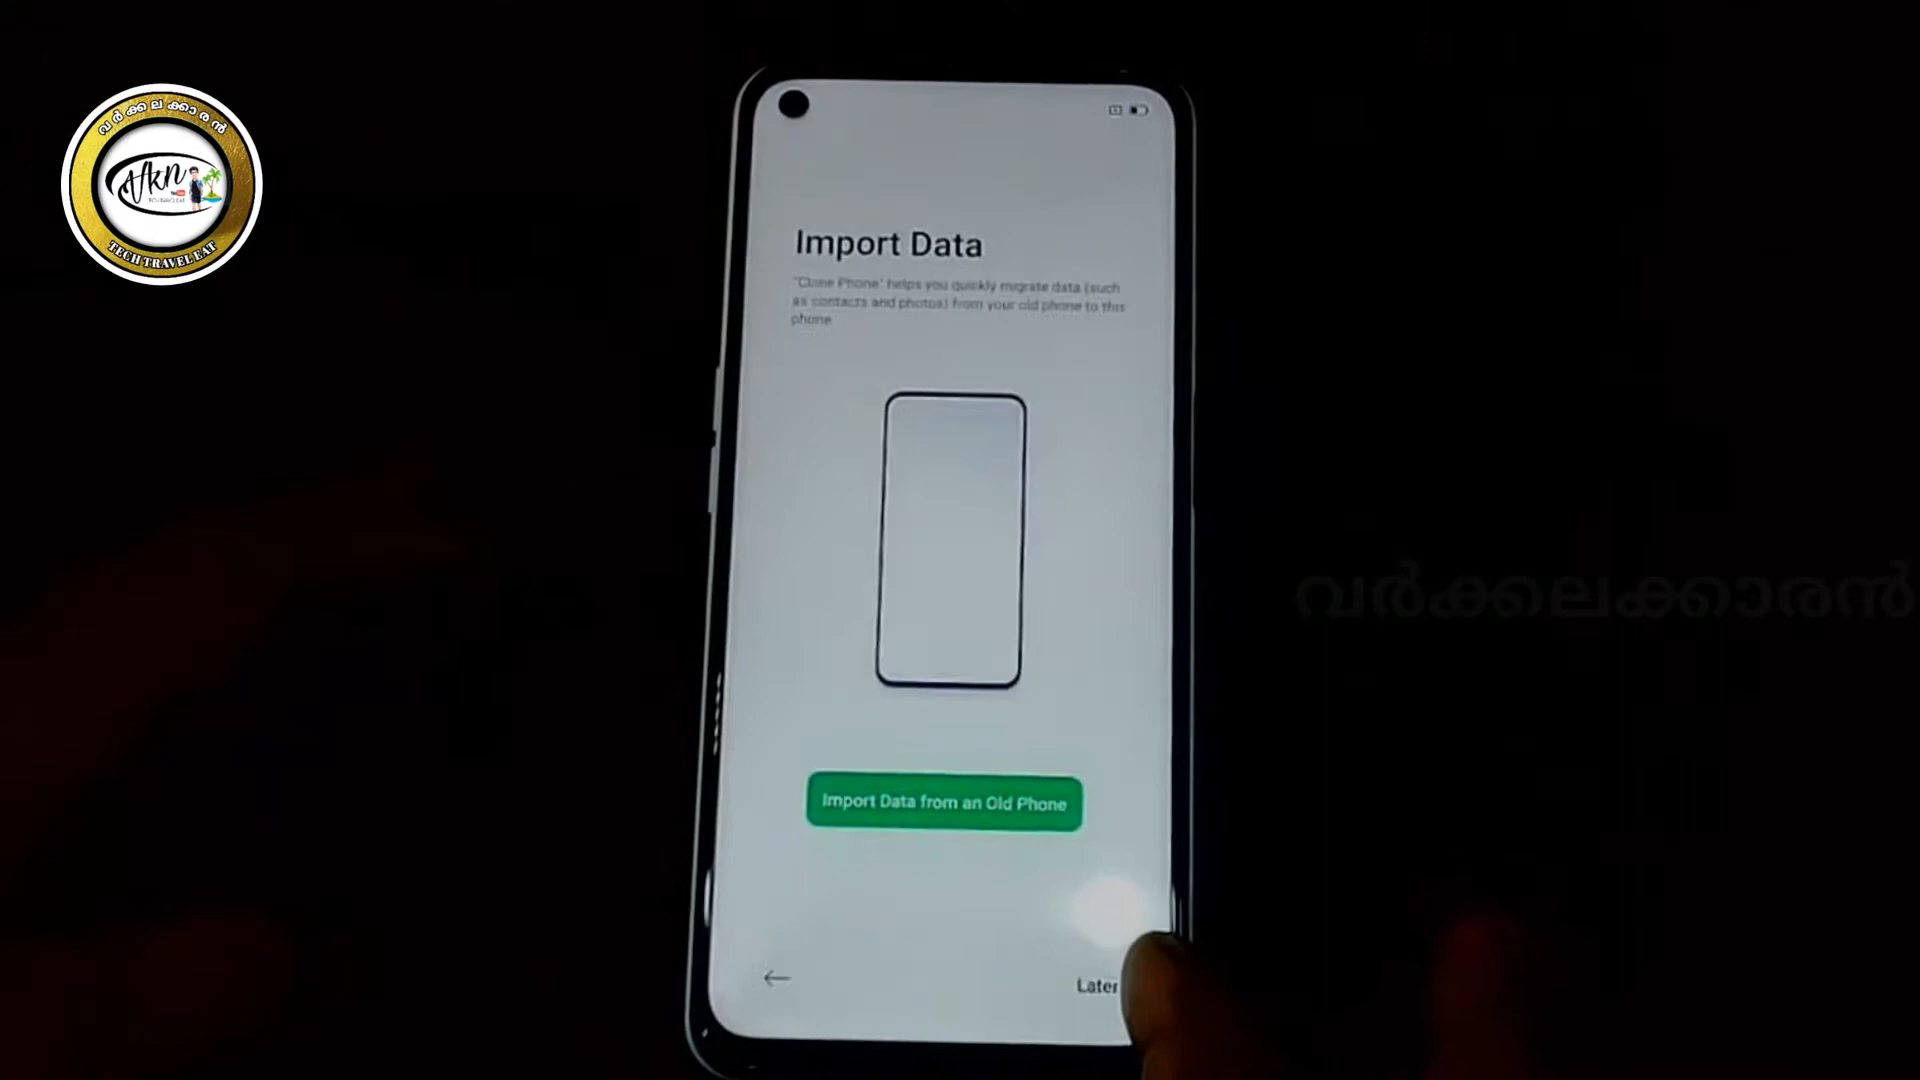 വർക്കലക്കാരൻ
Vkn
TECH TRAVEL EAT
Import Data
"Clone Phone" helps you quickly migrate data (such
as contacts and photos) from your old phone to this
phone
Import Data from an Old Phone
Later
വർക്കലക്കാരൻ